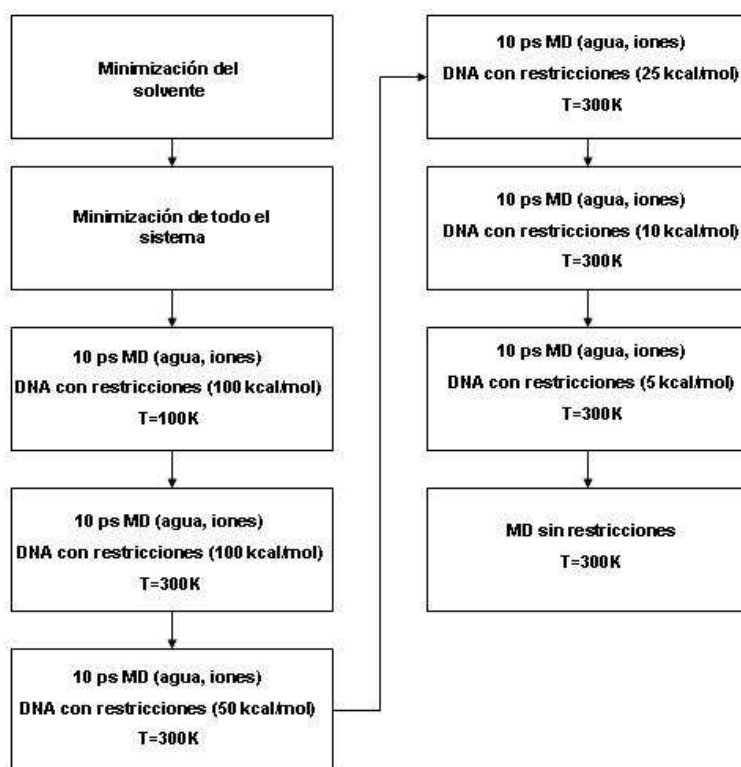 Minimización del
solvente
Minimización de todo el
sistema
10 ps MD (agua, iones)
DNA con restricciones (100 kcal/mol)
T=100K
10 ps MD (agua, iones)
DNA con restricciones (100 kcal/mol)
T=300K
10 ps MD (agua, iones)
DNA con restricciones (50 kcal/mol)
T=300K
10 ps MD (agua, iones)
DNA con restricciones (25 kcal/mol)
T=300K
10 ps MD (agua, iones)
DNA con restricciones (10 kcal/mol)
T=300K
10 ps MD (agua, iones)
DNA con restricciones (5 kcal/mol)
T=300K
MD sin restricciones
T=300K